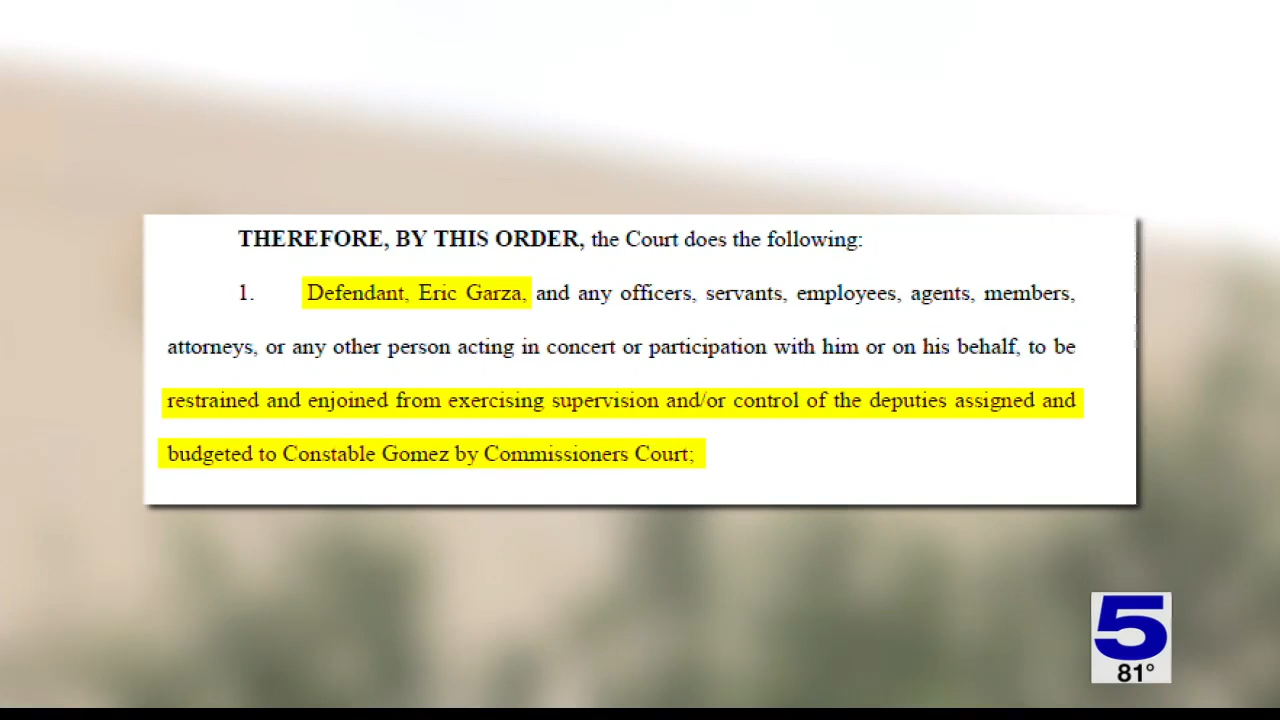 THEREFORE, BY THIS ORDER, the Court does the following:
1. Defendant, Eric Garza, and any officers, servants, employees, agents, members,
attorneys, or any other person acting in concert or participation with him or on his behalf, to be
restrained and enjoined from exercising supervision and/or control of the deputies assigned and
budgeted to Constable Gomez by Commissioners Court;
5
81°